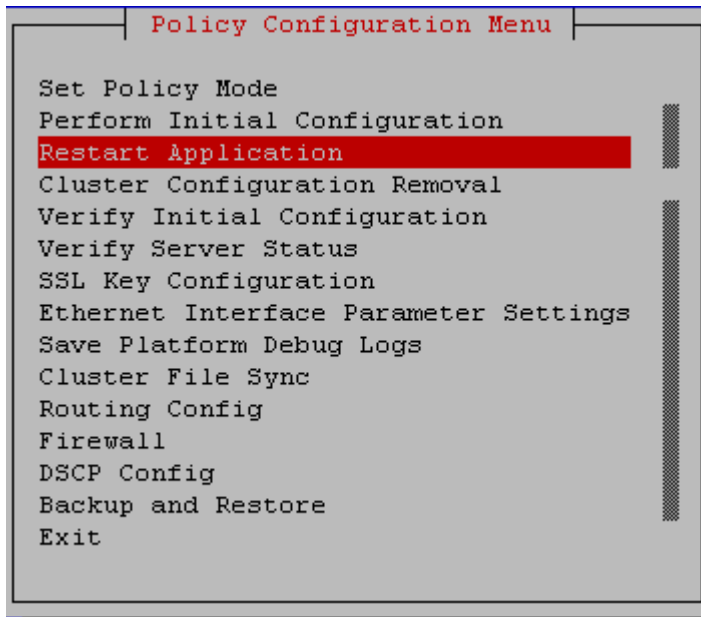 Policy Configuration Menu
Set Policy Mode
Perform Initial Configuration
Restart Application
Cluster Configuration Removal
Verify Initial Configuration
Verify Server Status
SSL Key Configuration
Ethernet Interface Parameter Settings
Save Platform Debug Logs
Cluster File Sync
Routing Config
Firewall
DSCP Config
Backup and Restore
Exit